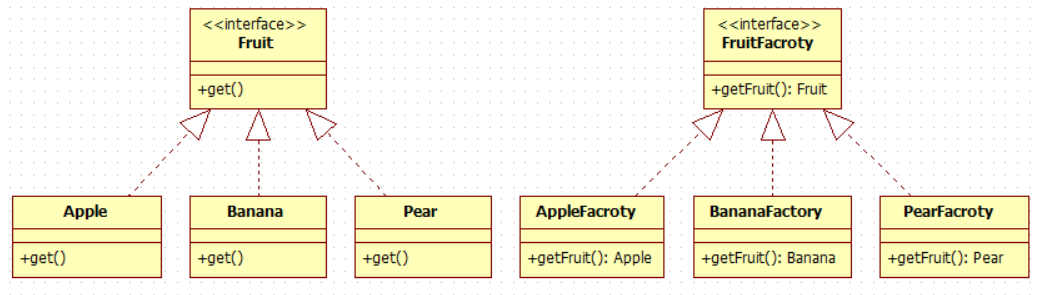 <<interface>>
Fruit
+get()
<<interface>>
FruitFacroty
+getFruit(): Fruit
Apple
+get()
Banana
+get()
Pear
+get()
AppleFacroty
+getFruit(): Apple
BananaFactory
+getFruit(): Banana
PearFacroty
+getFruit(): Pear